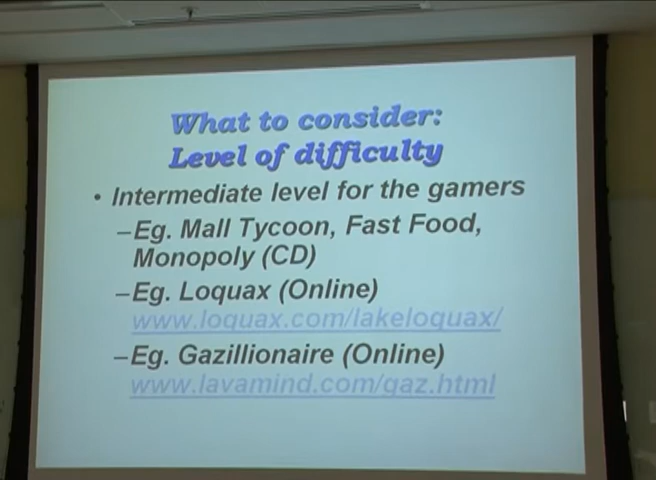 What to consider:
Level of difficulty
• Intermediate level for the gamers
–Eg. Mall Tycoon, Fast Food,
Monopoly (CD)
–Eg. Loquax (Online)
www.loquax.com/lakeloquax/
–Eg. Gazillionaire (Online)
www.lavamind.com/gaz.html